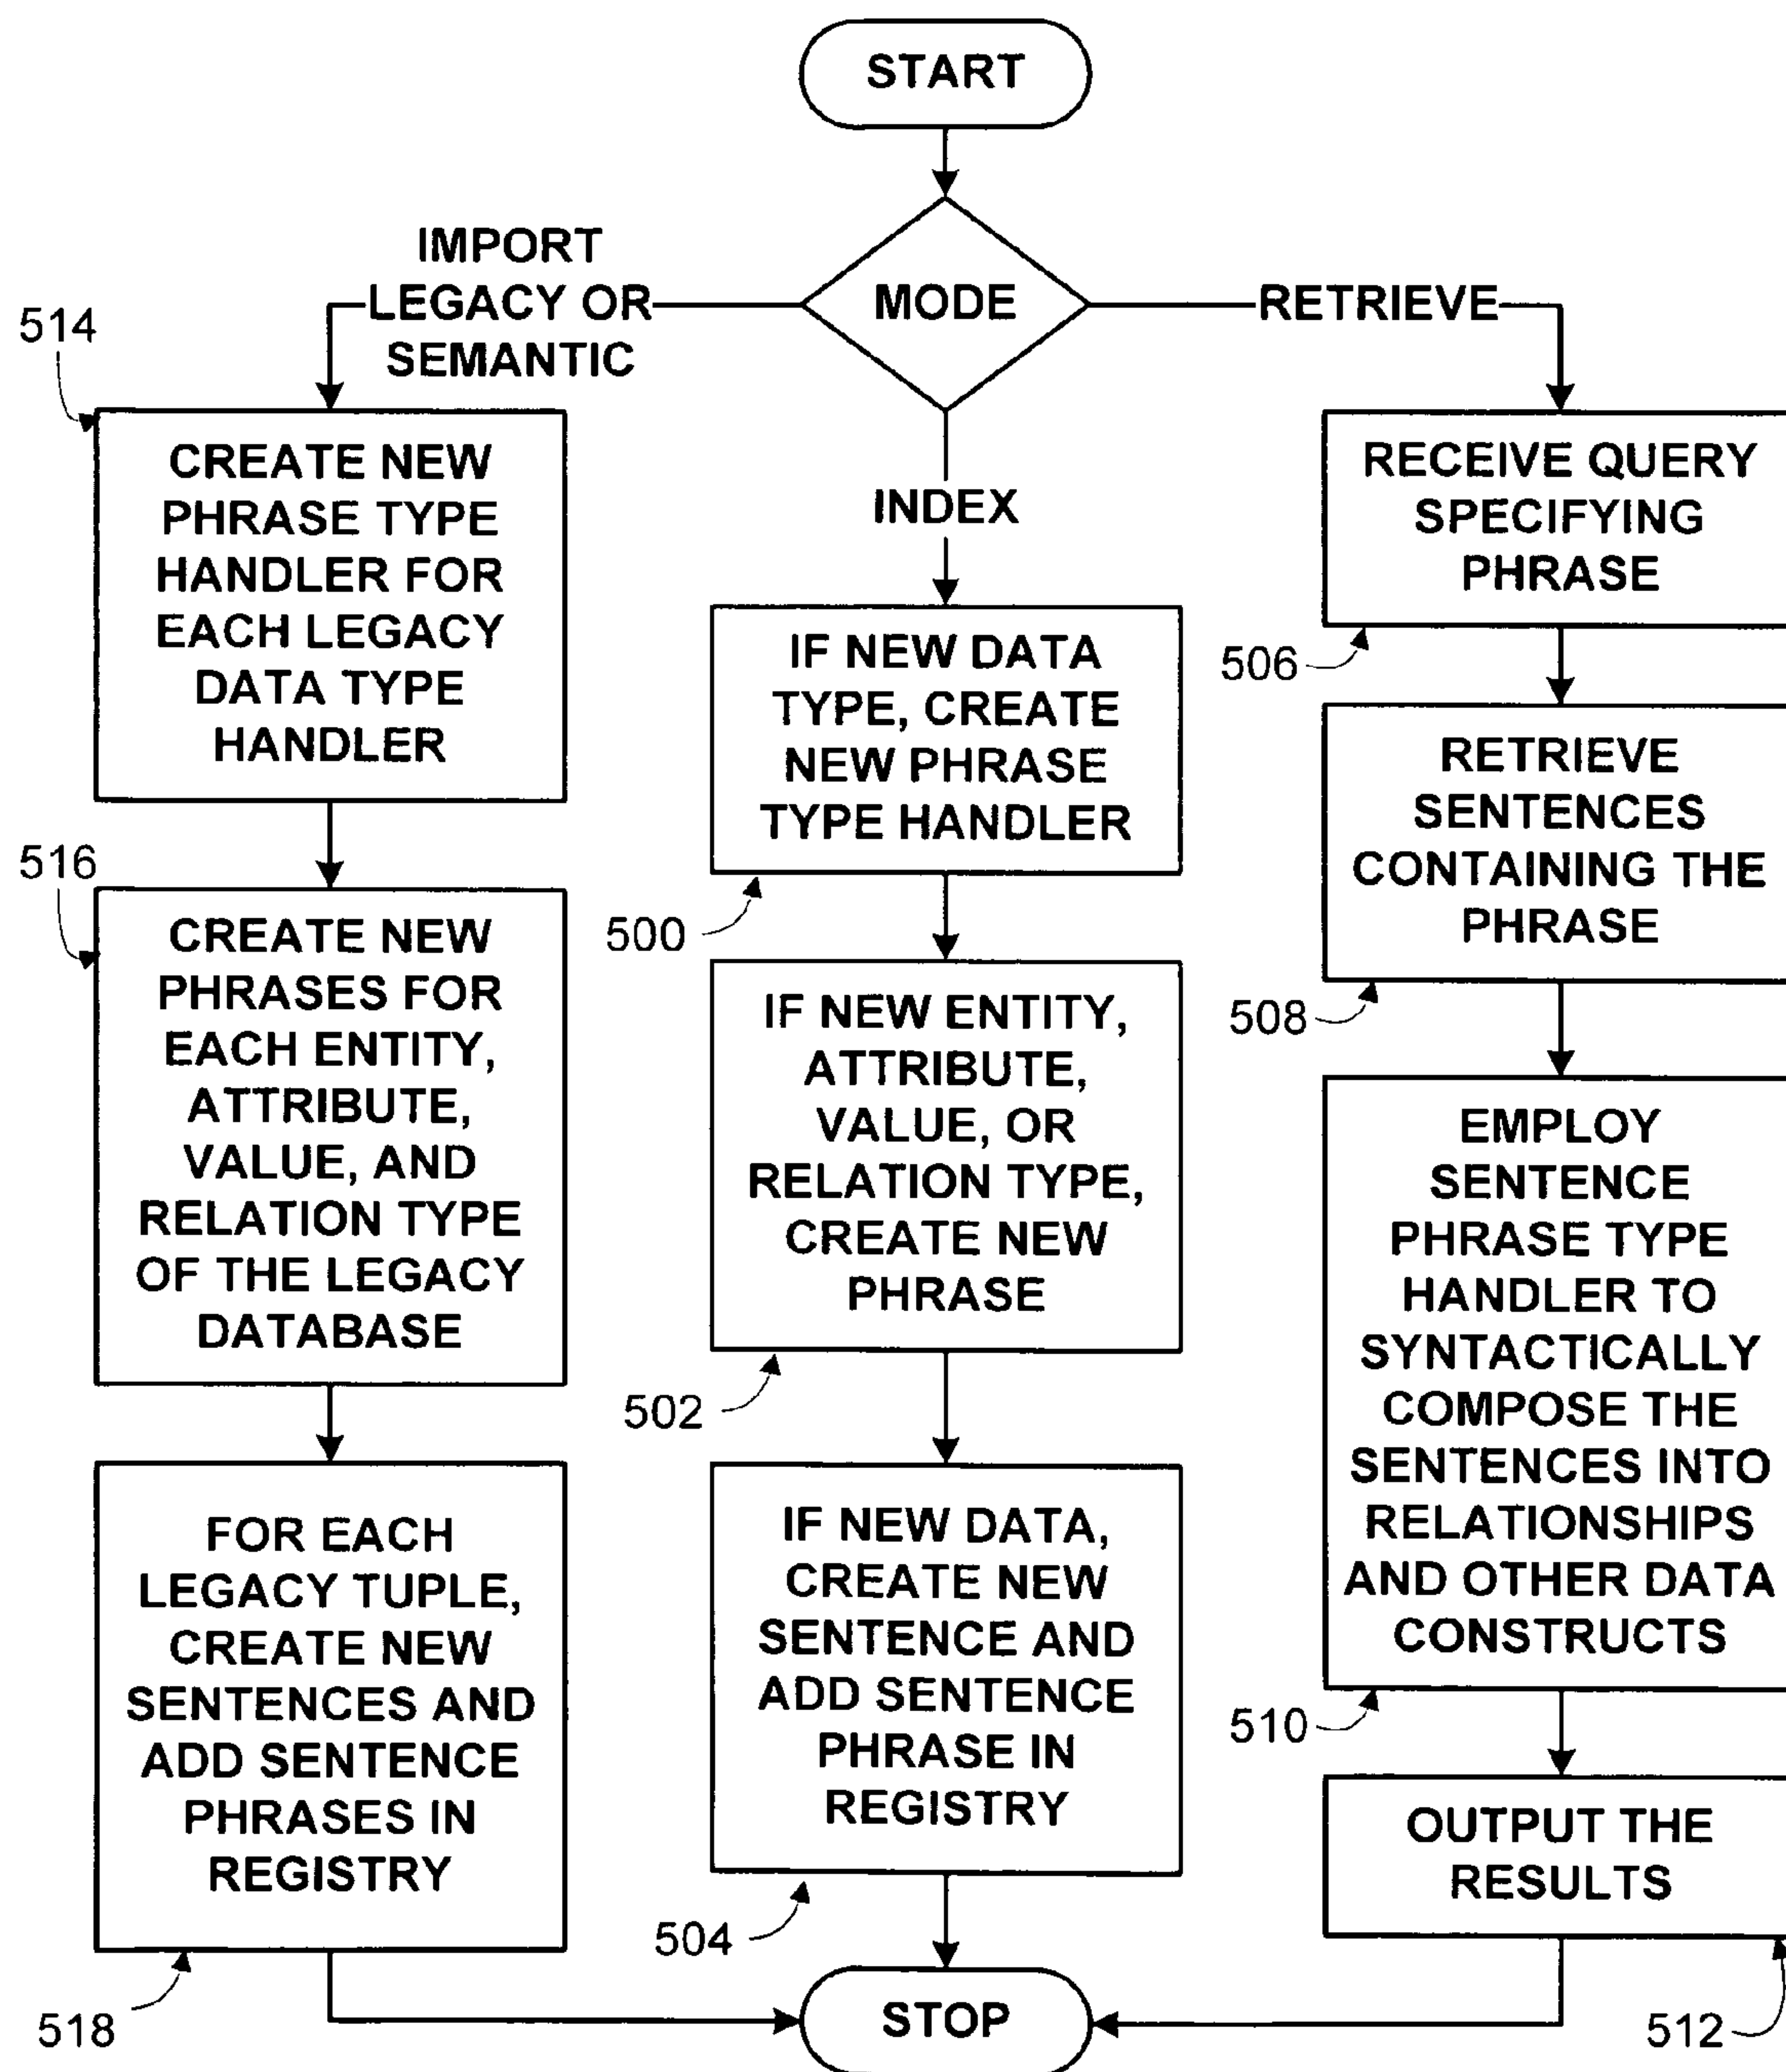 START
MODE
IMPORT
LEGACY OR
SEMANTIC
514
CREATE NEW
PHRASE TYPE
HANDLER FOR
EACH LEGACY
DATA TYPE
HANDLER
516
CREATE NEW
PHRASES FOR
EACH ENTITY,
ATTRIBUTE,
VALUE, AND
RELATION TYPE
OF THE LEGACY
DATABASE
FOR EACH
LEGACY TUPLE,
CREATE NEW
SENTENCES AND
ADD SENTENCE
PHRASES IN
REGISTRY
518
INDEX
IF NEW DATA
TYPE, CREATE
NEW PHRASE
TYPE HANDLER
500
IF NEW ENTITY,
ATTRIBUTE,
VALUE, OR
RELATION TYPE,
CREATE NEW
PHRASE
502
IF NEW DATA,
CREATE NEW
SENTENCE AND
ADD SENTENCE
PHRASE IN
REGISTRY
504
RETRIEVE
RECEIVE QUERY
SPECIFYING
PHRASE
506
RETRIEVE
SENTENCES
CONTAINING THE
PHRASE
508
EMPLOY
SENTENCE
PHRASE TYPE
HANDLER TO
SYNTACTICALLY
COMPOSE THE
SENTENCES INTO
RELATIONSHIPS
AND OTHER DATA
CONSTRUCTS
510
OUTPUT THE
RESULTS
512
STOP